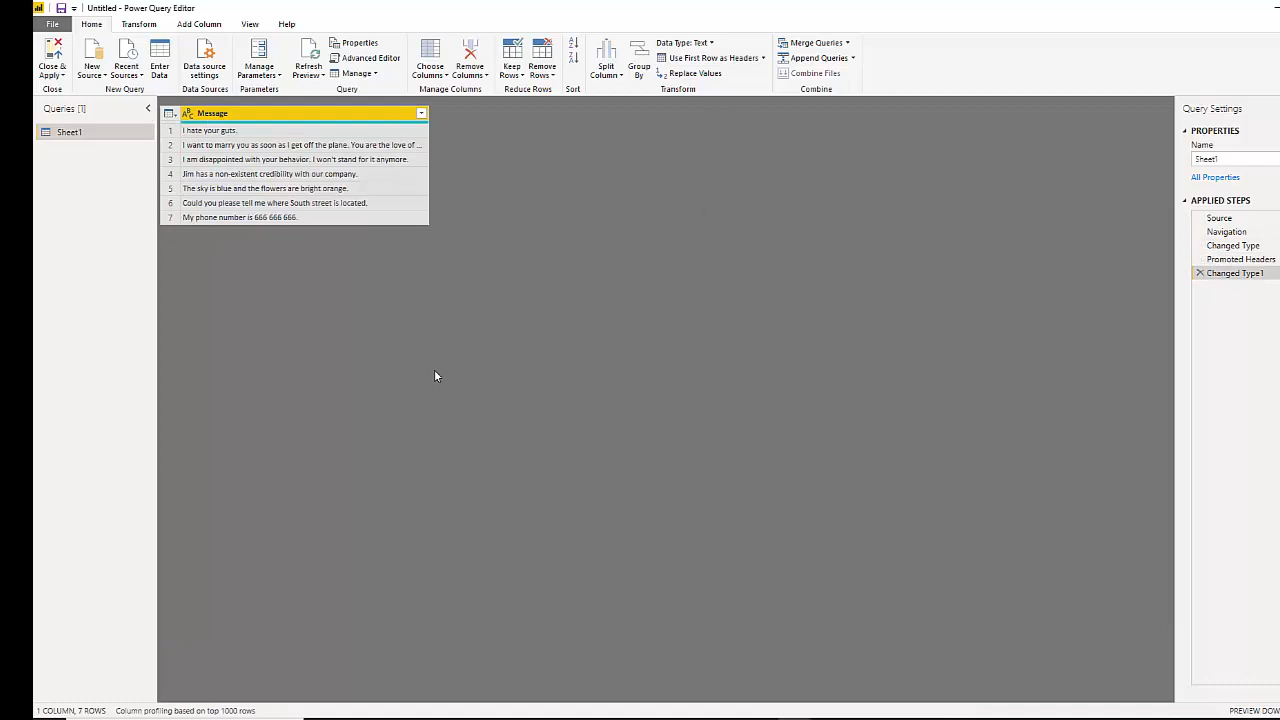 Untitled - Power Query Editor
File Home Transform Add Column View Help
Close & Apply
New Source
Recent Sources
Enter Data
Data source settings
Manage Parameters
Refresh Preview
Properties
Advanced Editor
Manage
Choose Columns
Remove Columns
Keep Rows
Remove Rows
Split Column
Group By
Data Type: Text
Use First Row as Headers
Replace Values
Merge Queries
Append Queries
Combine Files
Close New Query Data Sources Parameters Query Manage Columns Reduce Rows Sort Transform Combine
Queries [1]
Sheet1
ABC Message
1 I hate your guts.
2 I want to marry you as soon as I get off the plane. You are the love of ...
3 I am disappointed with your behavior. I won't stand for it anymore.
4 Jim has a non-existent credibility with our company.
5 The sky is blue and the flowers are bright orange.
6 Could you please tell me where South street is located.
7 My phone number is 666 666 666.
Query Settings
PROPERTIES
Name
Sheet1
All Properties
APPLIED STEPS
Source
Navigation
Changed Type
Promoted Headers
Changed Type1
1 COLUMN, 7 ROWS Column profiling based on top 1000 rows
PREVIEW DOW